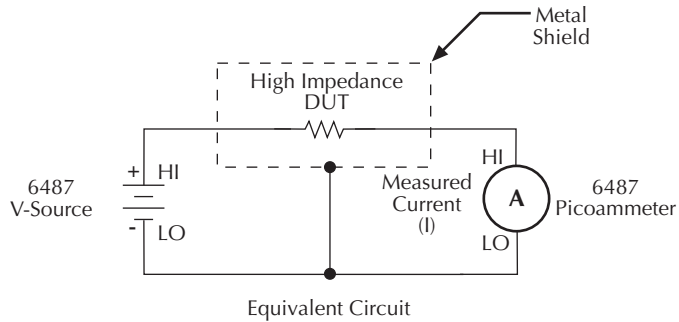 Metal
Shield
High Impedance
DUT
+ HI
6487
V-Source
- LO
Measured
Current
(I)
HI
A
LO
6487
Picoammeter
Equivalent Circuit